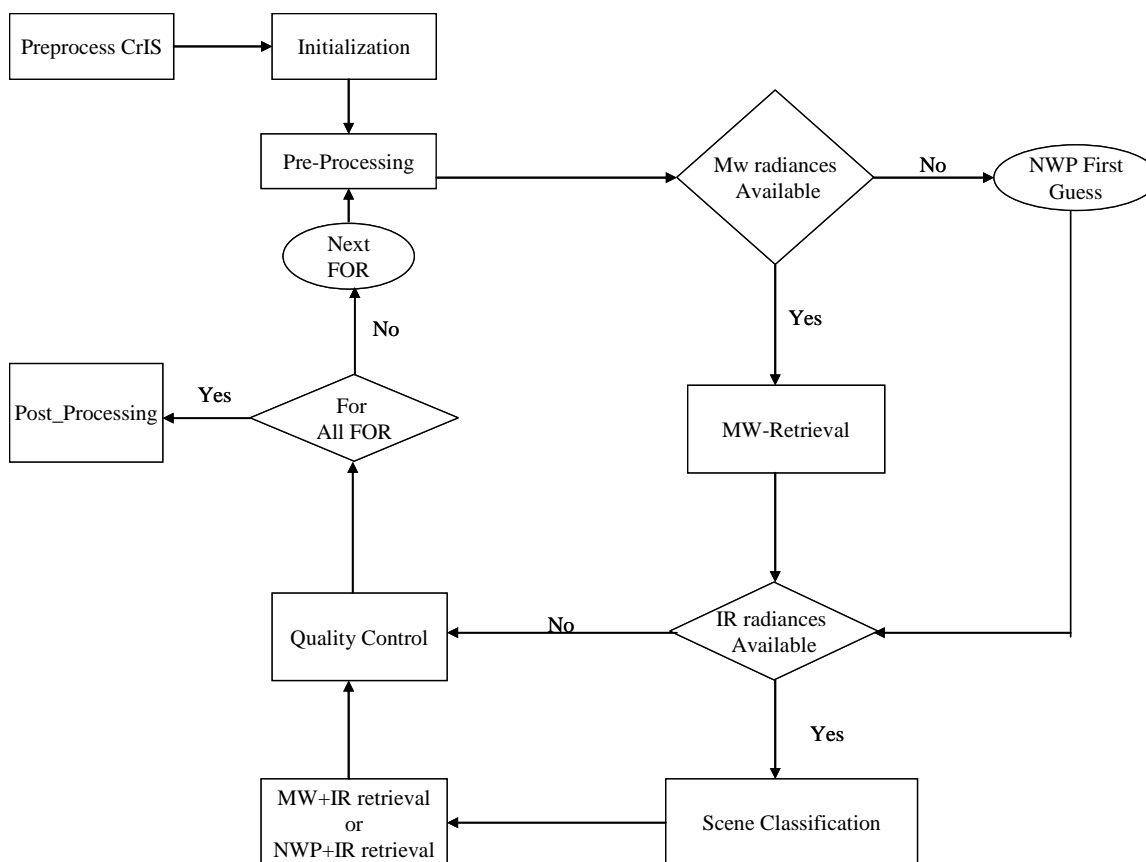 Preprocess CrIS
Initialization
Pre-Processing
Mw radiances
Available
No
NWP First
Guess
Next
FOR
Yes
No
MW-Retrieval
Yes
For
All FOR
Post_Processing
IR radiances
Available
No
Quality Control
Yes
Scene Classification
MW+IR retrieval
or
NWP+IR retrieval